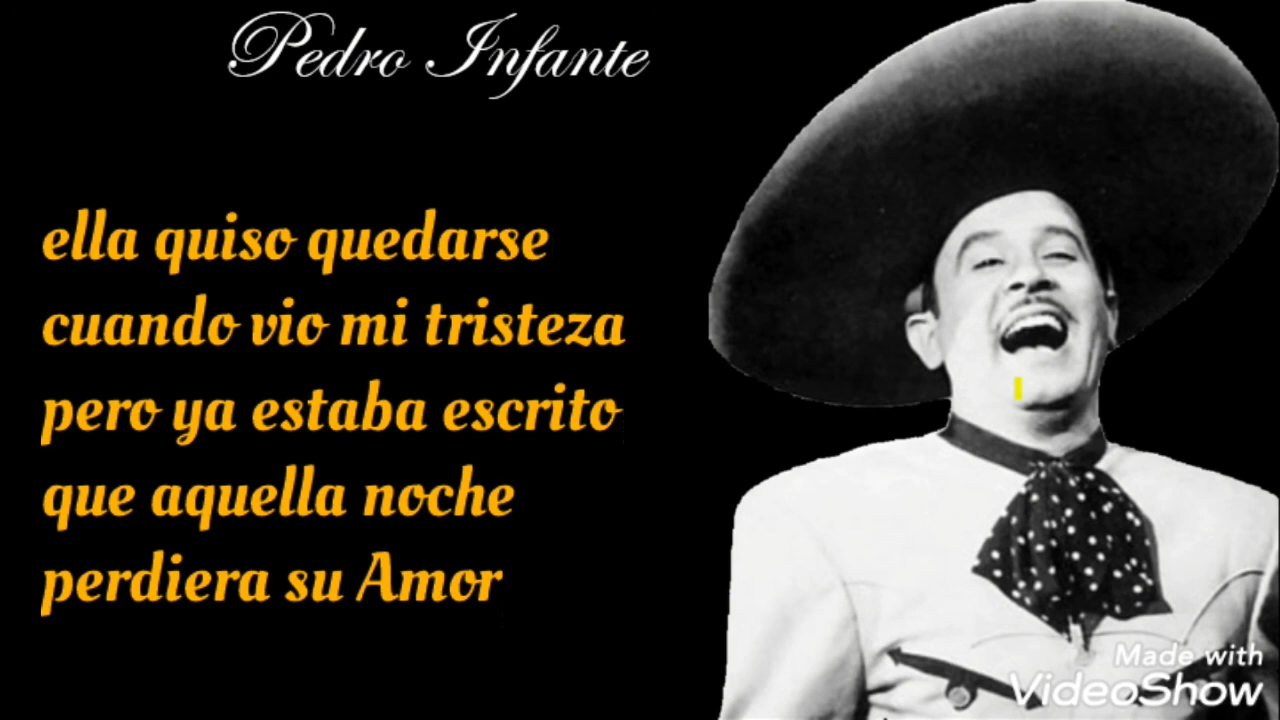 Pedro Infante
ella quiso quedarse
cuando vio mi tristeza
pero ya estaba escrito
que aquella noche
perdiera su Amor
Made with
VideoShow